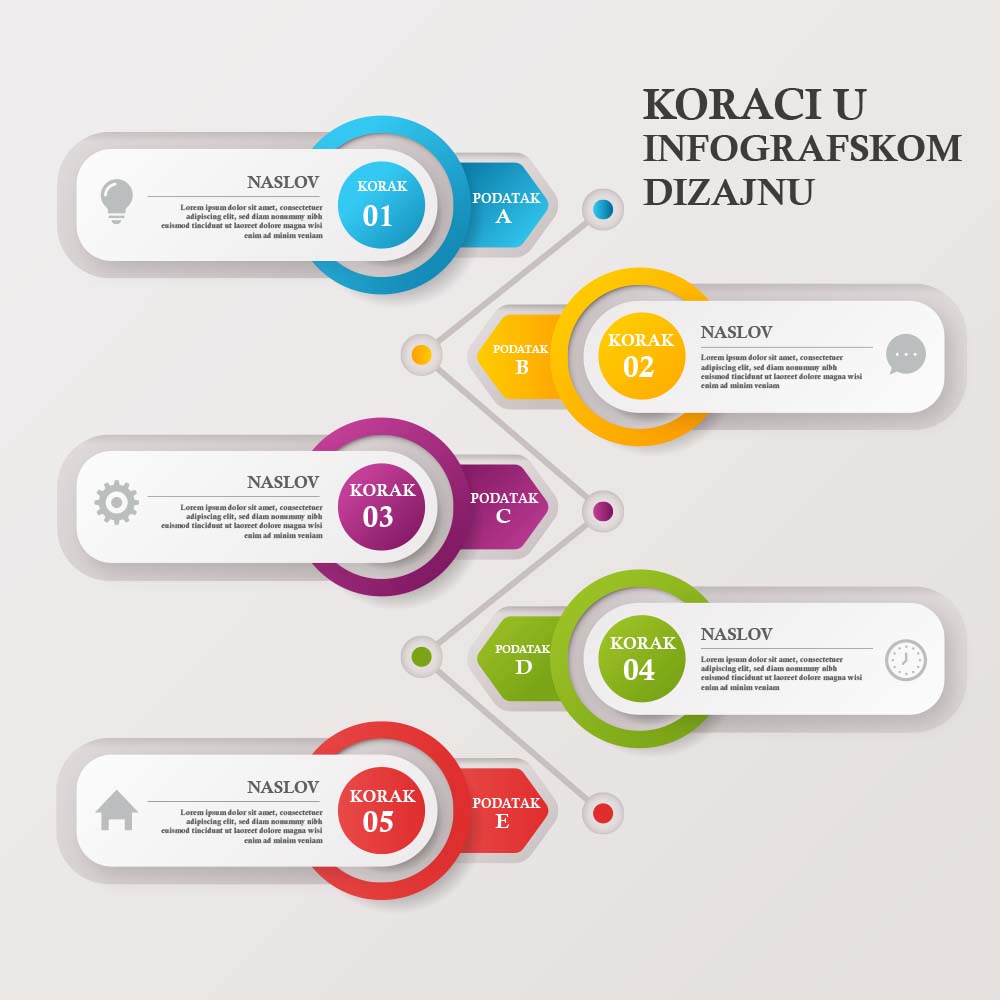 KORACI U
INFOGRAFSKOM
DIZAJNU
NASLOV
Lorem ipsum dolor sit amet, consectetuer
adipiscing elit, sed diam nonummy nibh
euismod tincidunt ut laoreet dolore magna wisi
enim ad minim veniam
KORAK
01
PODATAK
A
PODATAK
B
KORAK
02
NASLOV
Lorem ipsum dolor sit amet, consectetuer
adipiscing elit, sed diam nonummy nibh
euismod tincidunt ut laoreet dolore magna wisi
enim ad minim veniam
NASLOV
Lorem ipsum dolor sit amet, consectetuer
adipiscing elit, sed diam nonummy nibh
euismod tincidunt ut laoreet dolore magna wisi
enim ad minim veniam
KORAK
03
PODATAK
C
PODATAK
D
KORAK
04
NASLOV
Lorem ipsum dolor sit amet, consectetuer
adipiscing elit, sed diam nonummy nibh
euismod tincidunt ut laoreet dolore magna wisi
enim ad minim veniam
NASLOV
Lorem ipsum dolor sit amet, consectetuer
adipiscing elit, sed diam nonummy nibh
euismod tincidunt ut laoreet dolore magna wisi
enim ad minim veniam
KORAK
05
PODATAK
E